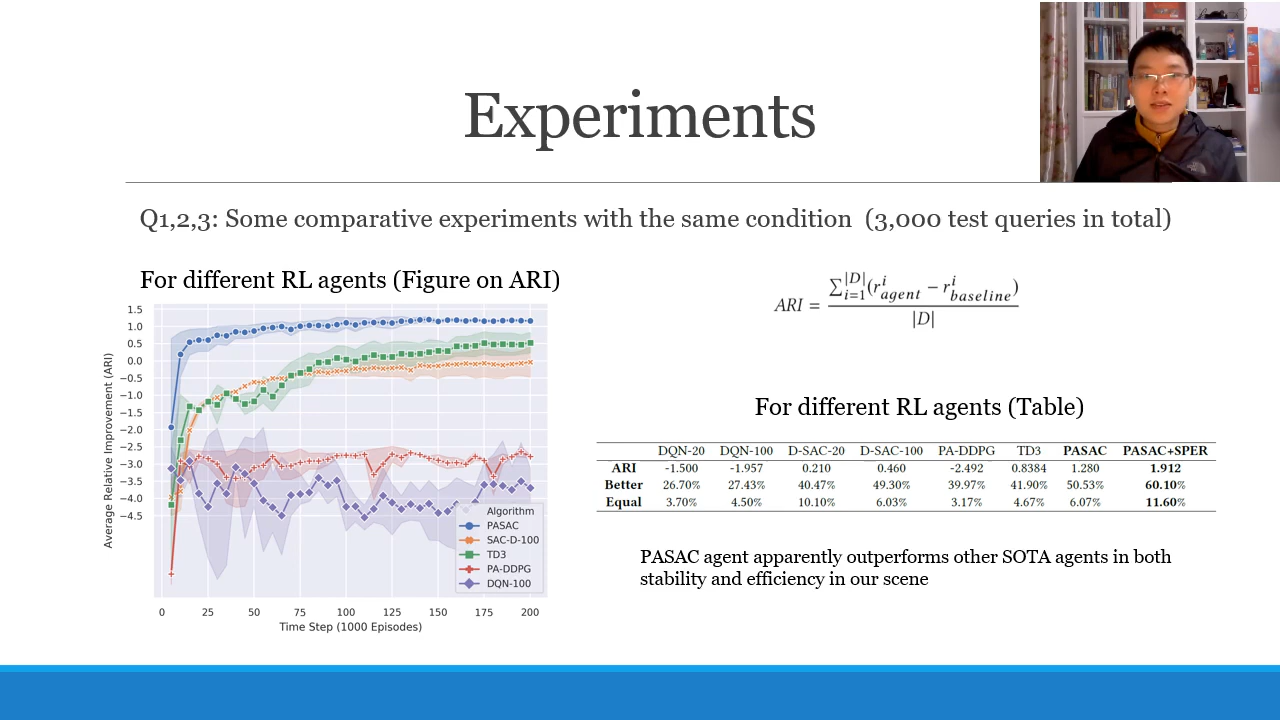 Experiments
Q1,2,3: Some comparative experiments with the same condition (3,000 test queries in total)
For different RL agents (Figure on ARI)
1.5
1.0
0.5
0.0
−0.5
−1.0
−1.5
−2.0
−2.5
−3.0
−3.5
−4.0
−4.5
Average Relative Improvement (ARI)
Algorithm
PASAC
SAC-D-100
TD3
PA-DDPG
DQN-100
0 25 50 75 100 125 150 175 200
Time Step (1000 Episodes)
ARI = ∑_{i=1}^{|D|}(r^i_{agent} − r^i_{baseline}) / |D|
For different RL agents (Table)
DQN-20 DQN-100 D-SAC-20 D-SAC-100 PA-DDPG TD3 PASAC PASAC+SPER
ARI -1.500 -1.957 0.210 0.460 -2.492 0.8384 1.280 1.912
Better 26.70% 27.43% 40.47% 49.30% 39.97% 41.90% 50.53% 60.10%
Equal 3.70% 4.50% 10.10% 6.03% 3.17% 4.67% 6.07% 11.60%
PASAC agent apparently outperforms other SOTA agents in both
stability and efficiency in our scene